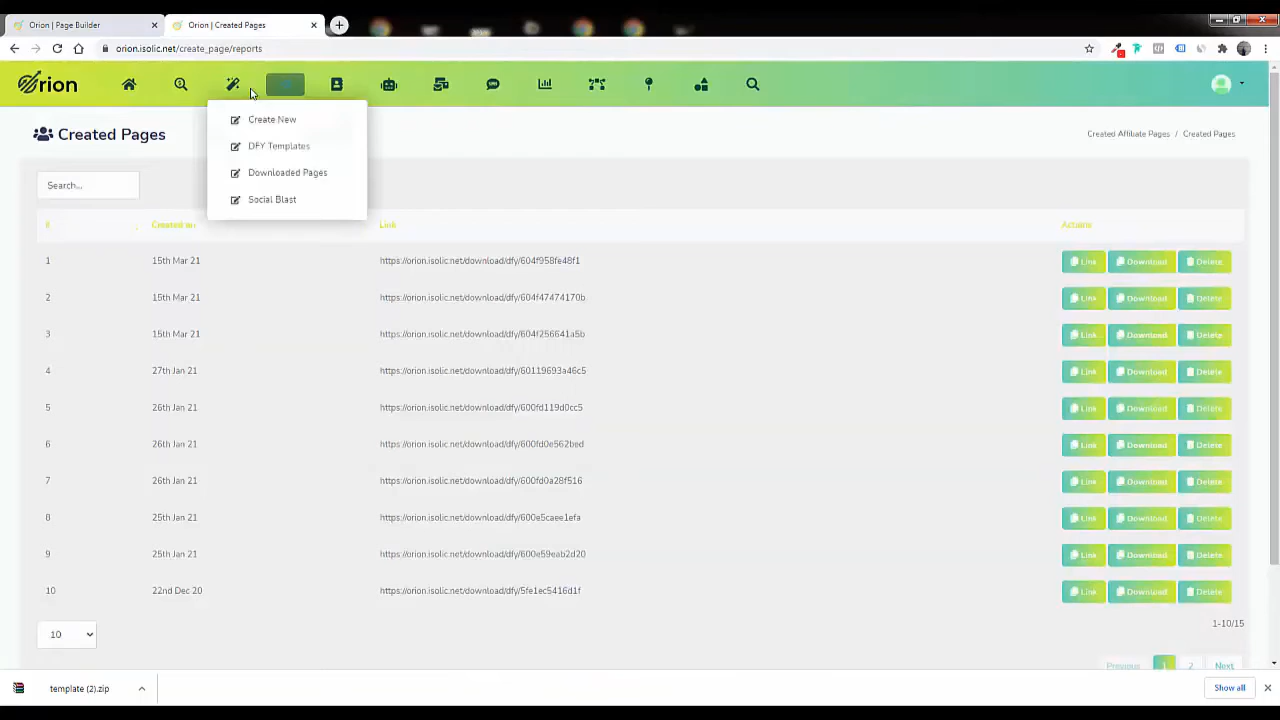 Orion | Page Builder
Orion | Created Pages
orion.isolic.net/create_page/reports
Orion
Create New
DFY Templates
Downloaded Pages
Social Blast
Created Pages
Created Affiliate Pages / Created Pages
Search...
# Created on Link Actions
1 15th Mar 21 https://orion.isolic.net/download/dfy/604f958fe48f1 Link Download Delete
2 15th Mar 21 https://orion.isolic.net/download/dfy/604f47474170b Link Download Delete
3 15th Mar 21 https://orion.isolic.net/download/dfy/604f256641a5b Link Download Delete
4 27th Jan 21 https://orion.isolic.net/download/dfy/60119693a46c5 Link Download Delete
5 26th Jan 21 https://orion.isolic.net/download/dfy/600fd119d0cc5 Link Download Delete
6 26th Jan 21 https://orion.isolic.net/download/dfy/600fd0e562bed Link Download Delete
7 26th Jan 21 https://orion.isolic.net/download/dfy/600fd0a28f516 Link Download Delete
8 25th Jan 21 https://orion.isolic.net/download/dfy/600e5caee1efa Link Download Delete
9 25th Jan 21 https://orion.isolic.net/download/dfy/600e59eab2d20 Link Download Delete
10 22nd Dec 20 https://orion.isolic.net/download/dfy/5fe1ec5416d1f Link Download Delete
10
1-10/15
Previous 1 2 Next
template (2).zip
Show all